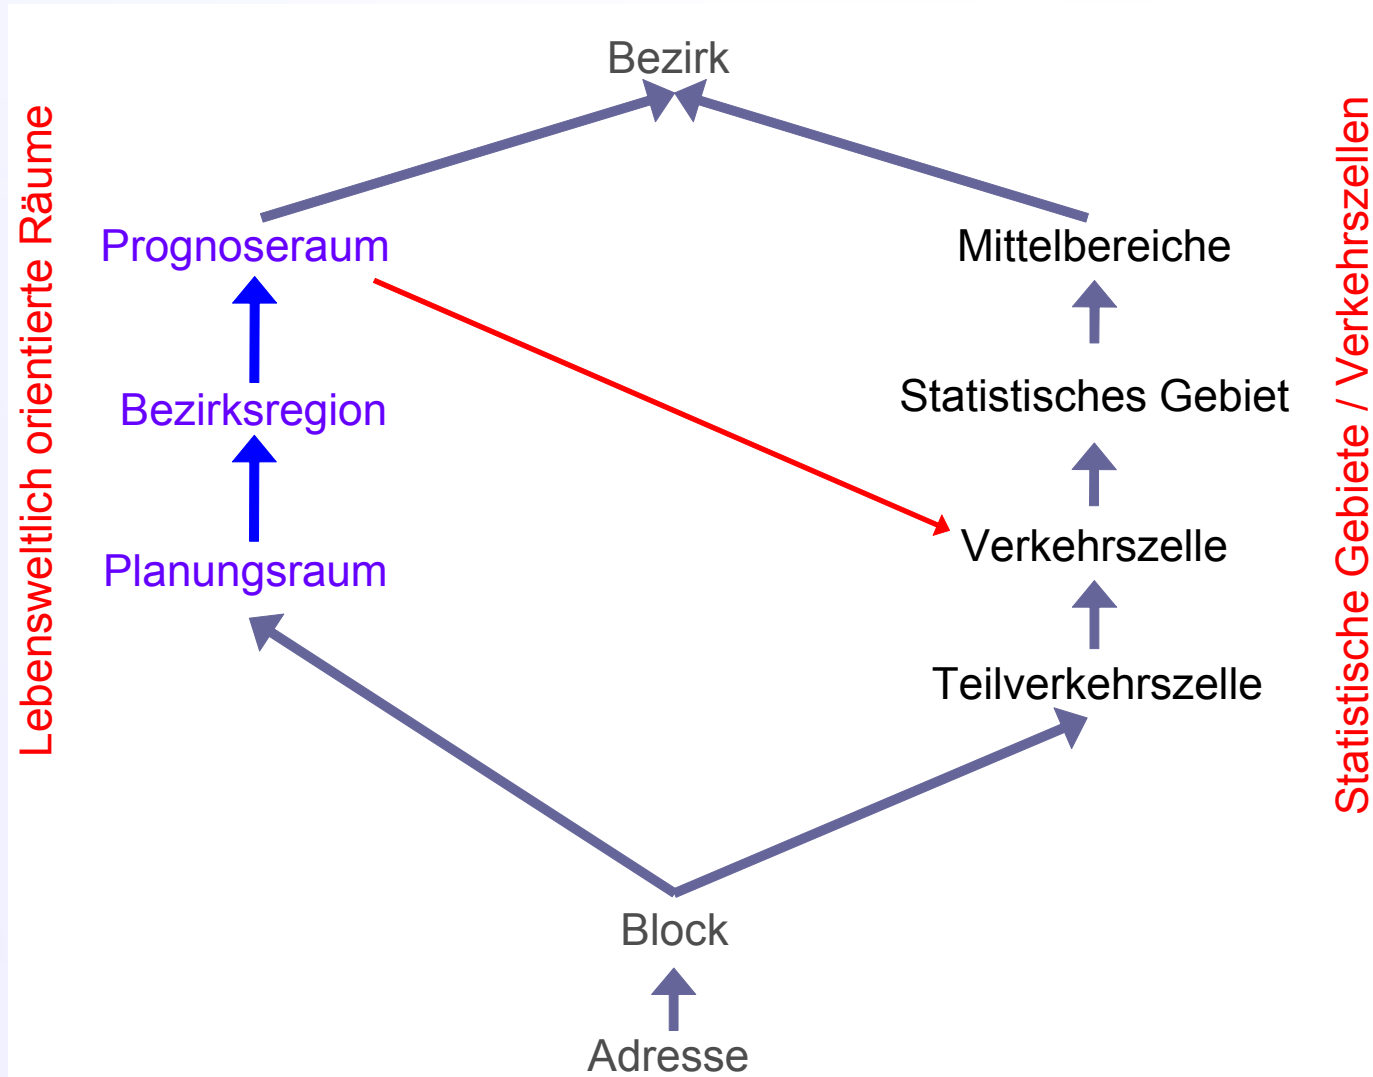 Bezirk
Lebensweltlich orientierte Räume
Statistische Gebiete / Verkehrszellen
Prognoseraum
Mittelbereiche
Bezirksregion
Statistisches Gebiet
Planungsraum
Verkehrszelle
Teilverkehrszelle
Block
Adresse